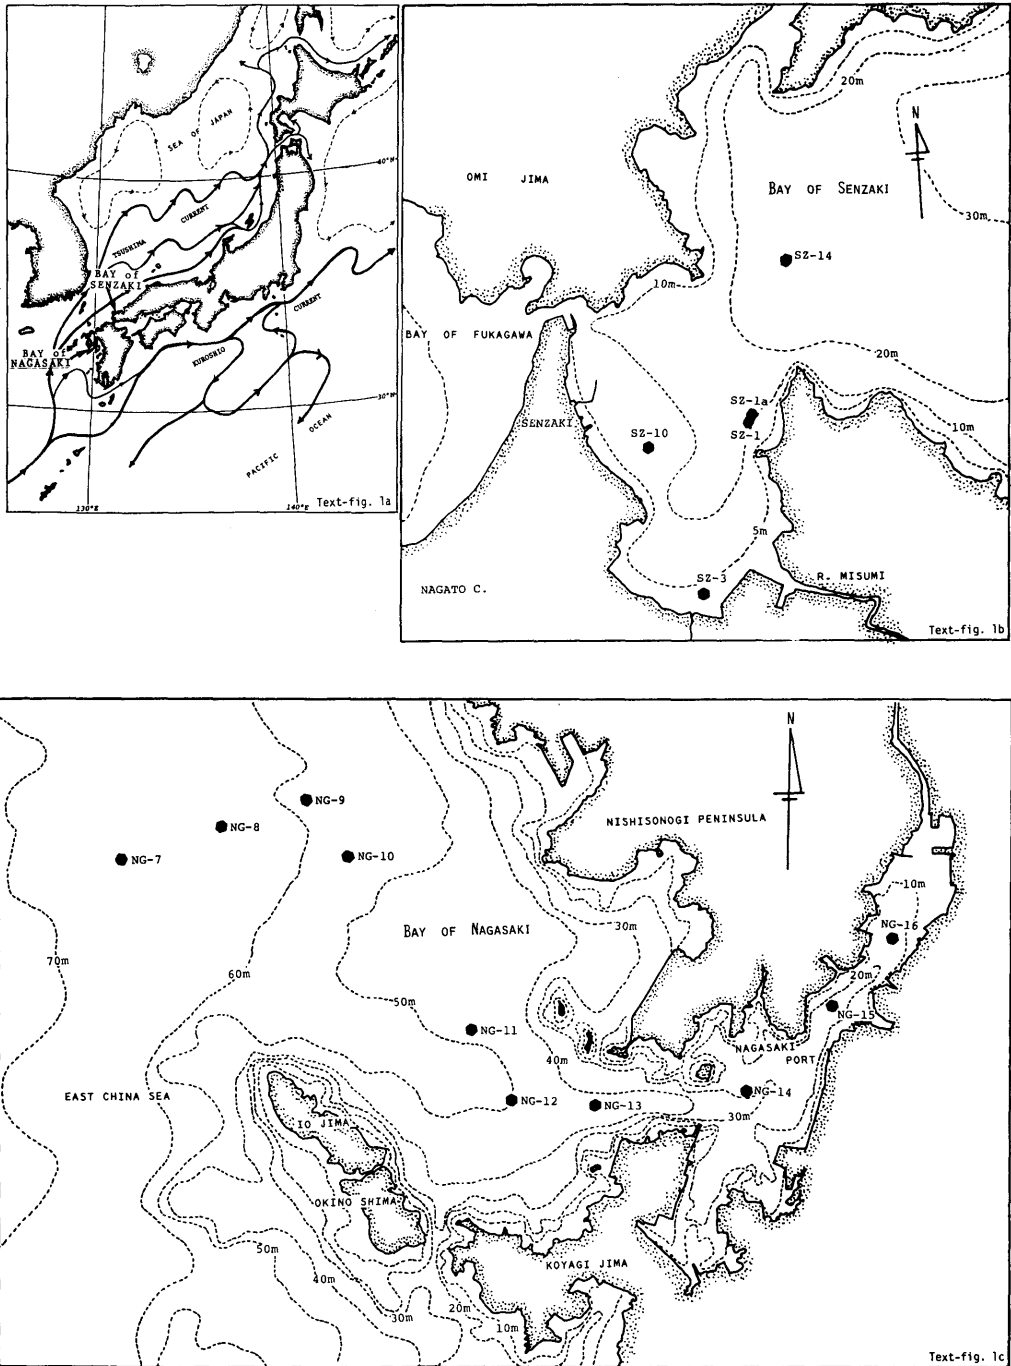 SEA OF JAPAN
40°N
TSUSHIMA CURRENT
BAY of
SENZAKI
CURRENT
BAY of
NAGASAKI
KUROSHIO
30°N
OCEAN
PACIFIC
130°E
140°E
Text-fig. 1a
20m
N
OMI JIMA
BAY OF SENZAKI
30m
SZ-14
10m
BAY OF FUKAGAWA
20m
SZ-1a
SENZAKI
SZ-10
SZ-1
10m
5m
SZ-3
R. MISUMI
NAGATO C.
Text-fig. 1b
N
NG-9
NG-8
NISHISONOGI PENINSULA
NG-7
NG-10
10m
30m
NG-16
BAY OF NAGASAKI
70m
60m
20m
50m
NG-15
NG-11
NAGASAKI
PORT
40m
EAST CHINA SEA
NG-14
NG-12
NG-13
30m
IO JIMA
OKINO SHIMA
50m
KOYAGI JIMA
40m
20m
30m
10m
Text-fig. 1c